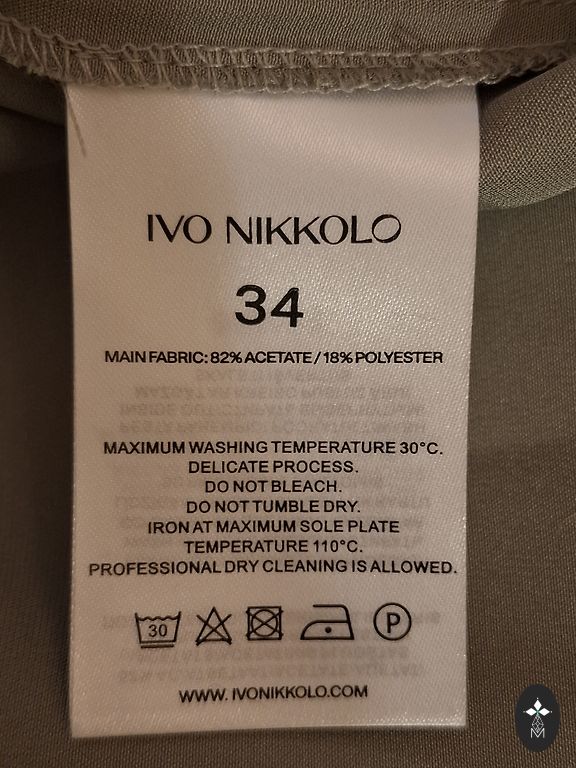 IVO NIKKOLO
34
MAIN FABRIC: 82% ACETATE / 18% POLYESTER
MAXIMUM WASHING TEMPERATURE 30°C.
DELICATE PROCESS.
DO NOT BLEACH.
DO NOT TUMBLE DRY.
IRON AT MAXIMUM SOLE PLATE
TEMPERATURE 110°C.
PROFESSIONAL DRY CLEANING IS ALLOWED.
30 P
WWW. IVONIKKOLO.COM
M